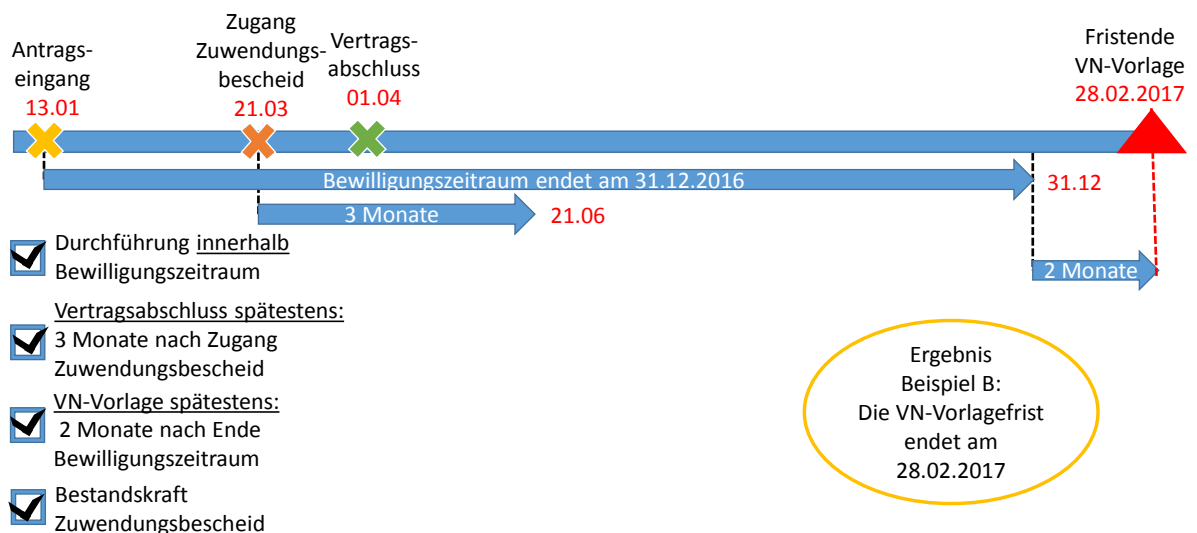 Antrags-
eingang
13.01
Zugang
Zuwendungs-
bescheid
21.03
Vertrags-
abschluss
01.04
Fristende
VN-Vorlage
28.02.2017
Bewilligungszeitraum endet am 31.12.2016
31.12
3 Monate
21.06
2 Monate
Durchführung innerhalb
Bewilligungszeitraum
Vertragsabschluss spätestens:
3 Monate nach Zugang
Zuwendungsbescheid
VN-Vorlage spätestens:
2 Monate nach Ende
Bewilligungszeitraum
Bestandskraft
Zuwendungsbescheid
Ergebnis
Beispiel B:
Die VN-Vorlagefrist
endet am
28.02.2017